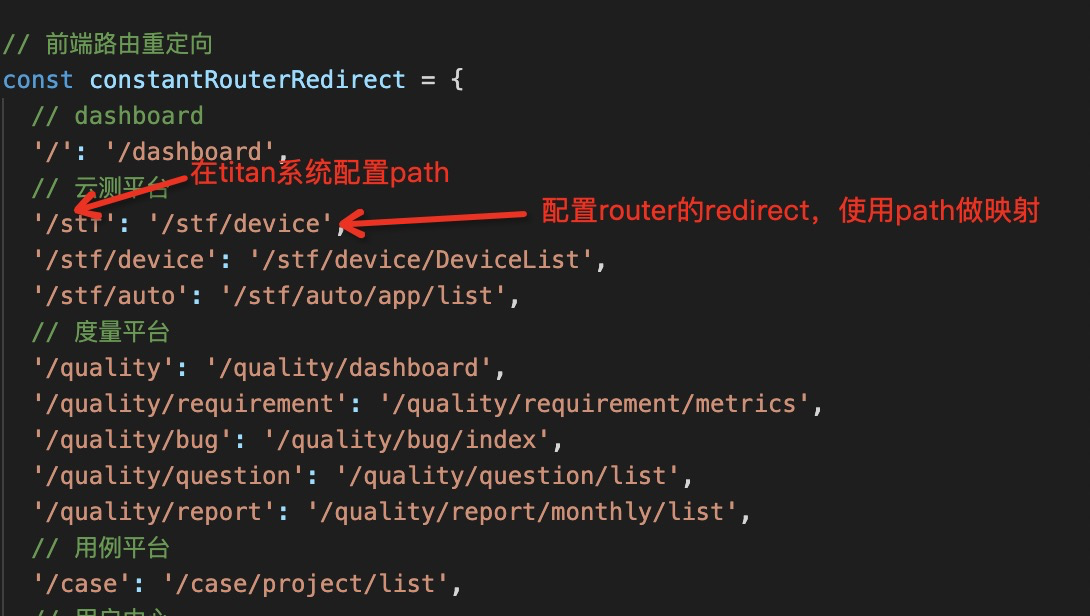 // 前端路由重定向
const constantRouterRedirect = {
// dashboard
'/': '/dashboard',
在titan系统配置path
// 云测平台
配置router的redirect，使用path做映射
'/stf': '/stf/device',
'/stf/device': '/stf/device/DeviceList',
'/stf/auto': '/stf/auto/app/list',
// 度量平台
'/quality': '/quality/dashboard',
'/quality/requirement': '/quality/requirement/metrics',
'/quality/bug': '/quality/bug/index',
'/quality/question': '/quality/question/list',
'/quality/report': '/quality/report/monthly/list',
// 用例平台
'/case': '/case/project/list',
// 用户中心